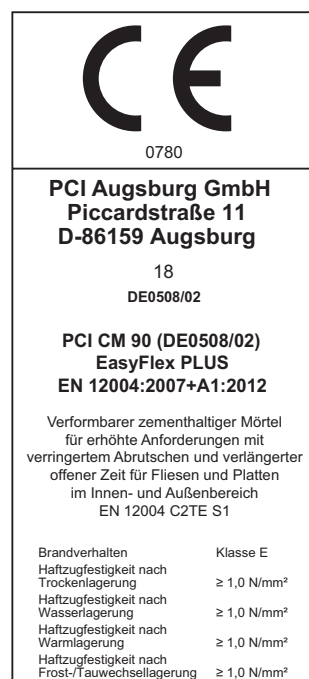 CE
0780
PCI Augsburg GmbH
Piccardstraße 11
D-86159 Augsburg
18
DE0508/02
PCI CM 90 (DE0508/02)
EasyFlex PLUS
EN 12004:2007+A1:2012
Verformbarer zementhaltiger Mörtel
für erhöhte Anforderungen mit
verringertem Abrutschen und verlängerter
offener Zeit für Fliesen und Platten
im Innen- und Außenbereich
EN 12004 C2TE S1
Brandverhalten Klasse E
Haftzugfestigkeit nach
Trockenlagerung ≥ 1,0 N/mm²
Haftzugfestigkeit nach
Wasserlagerung ≥ 1,0 N/mm²
Haftzugfestigkeit nach
Warmlagerung ≥ 1,0 N/mm²
Haftzugfestigkeit nach
Frost-/Tauwechsellagerung ≥ 1,0 N/mm²